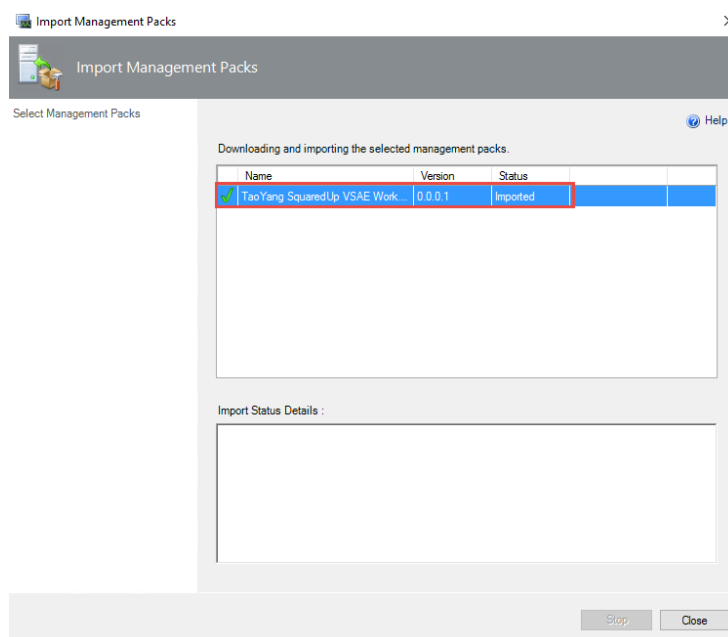 Import Management Packs
Import Management Packs
Select Management Packs
Help
Downloading and importing the selected management packs.
Name Version Status
TaoYang SquaredUp VSAE Work... 0.0.0.1 Imported
Import Status Details :
Stop Close